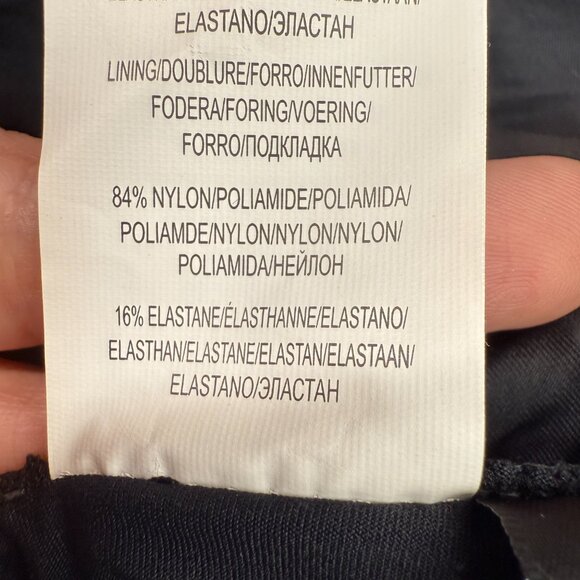 ELASTANO/ЭЛАСТАН
LINING/DOUBLURE/FORRO/INNENFUTTER/
FODERA/FORING/VOERING/
FORRO/ПОДКЛАДКА
84% NYLON/POLIAMIDE/POLIAMIDA/
POLIAMDE/NYLON/NYLON/NYLON/
POLIAMIDA/НЕЙЛОН
16% ELASTANE/ÉLASTHANNE/ELASTANO/
ELASTHAN/ELASTANE/ELASTAN/ELASTAAN/
ELASTANO/ЭЛАСТАН